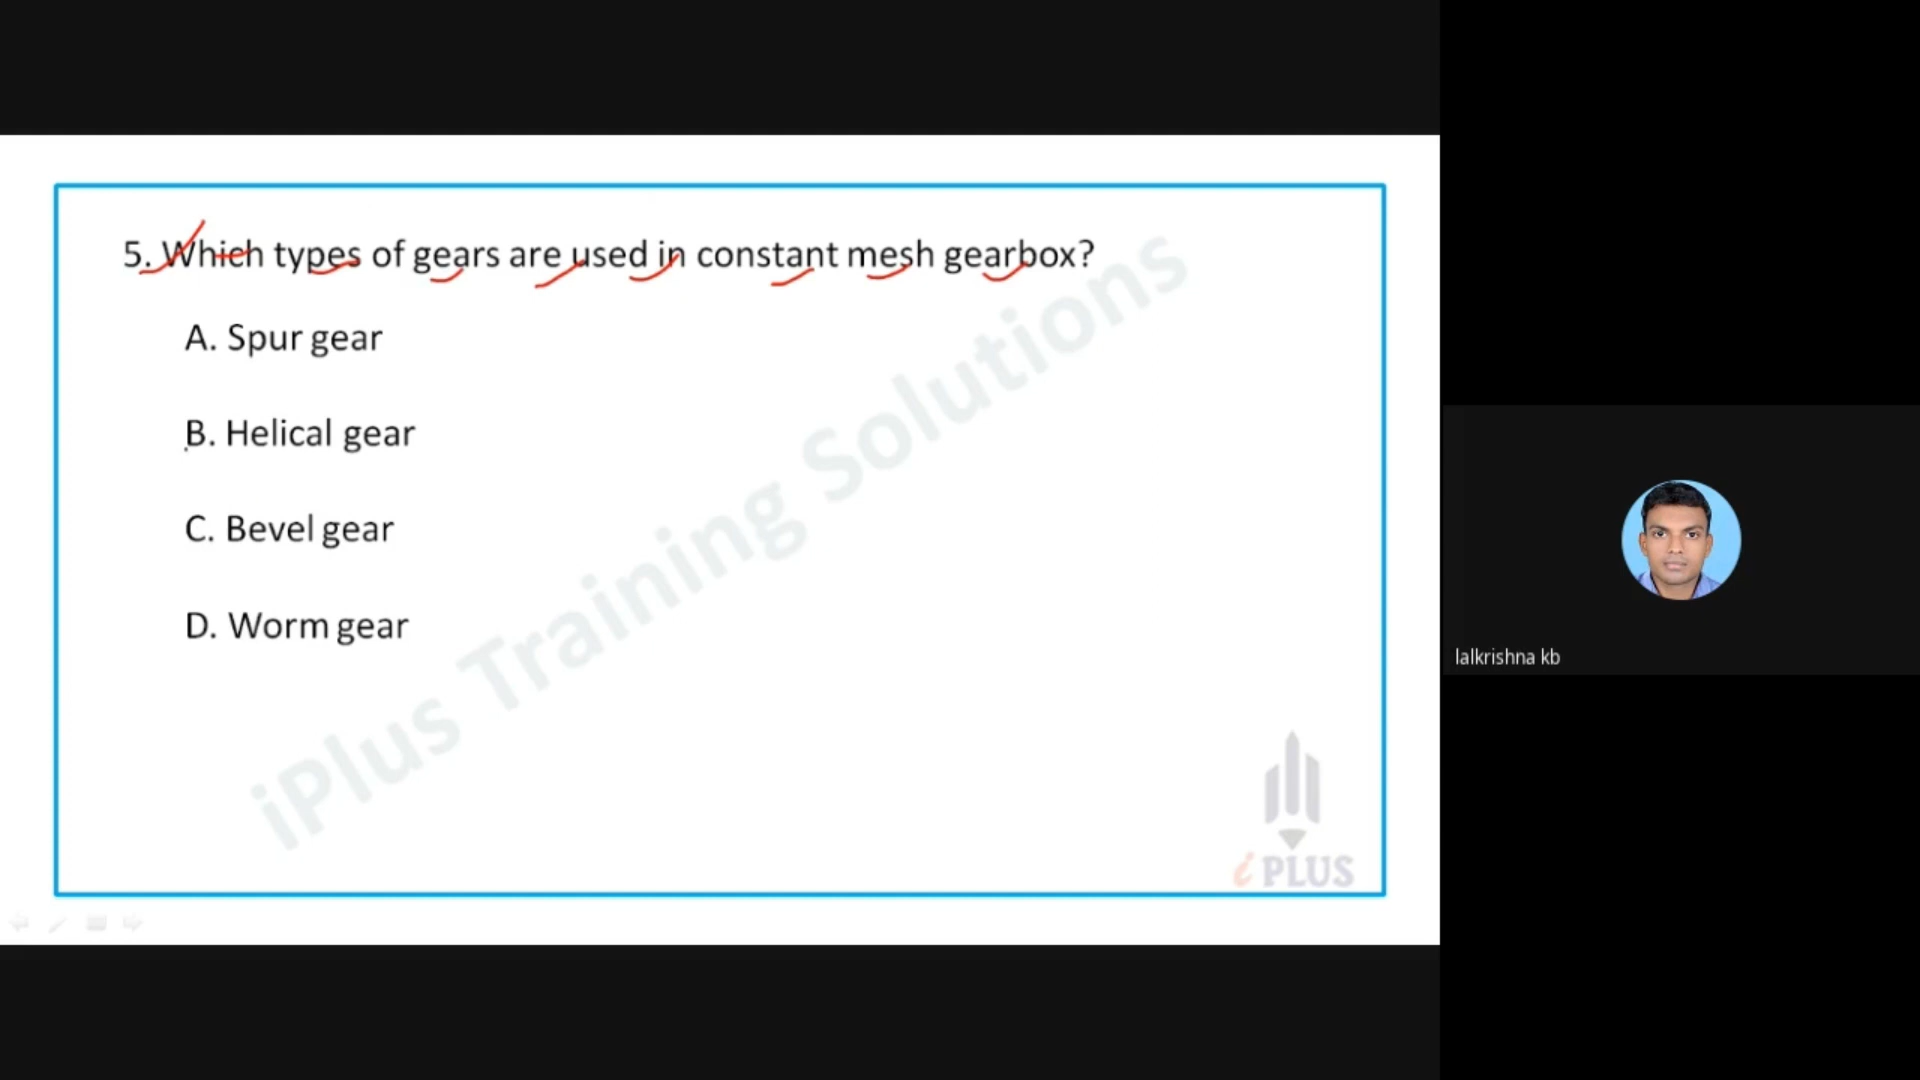 5. Which types of gears are used in constant mesh gearbox?
A. Spur gear
B. Helical gear
C. Bevel gear
D. Worm gear
iPlus Training Solutions
i PLUS
lalkrishna kb